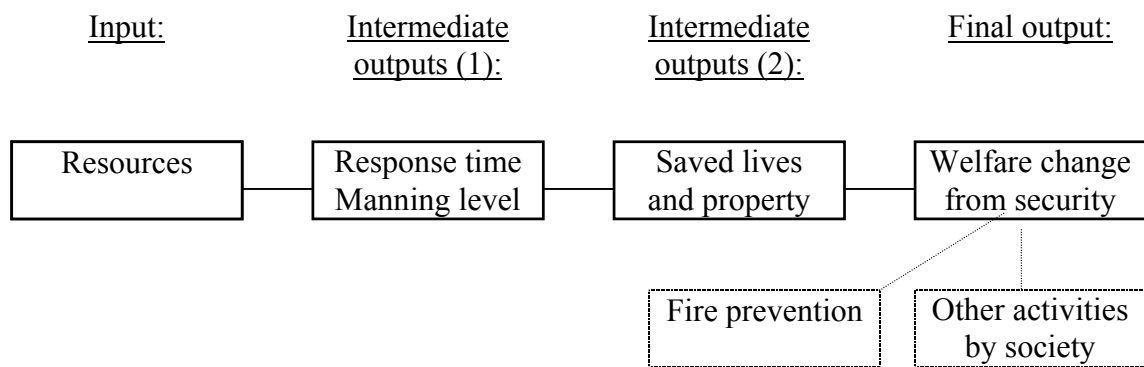 Input:
Intermediate
outputs (1):
Intermediate
outputs (2):
Final output:
Resources
Response time
Manning level
Saved lives
and property
Welfare change
from security
Fire prevention
Other activities
by society